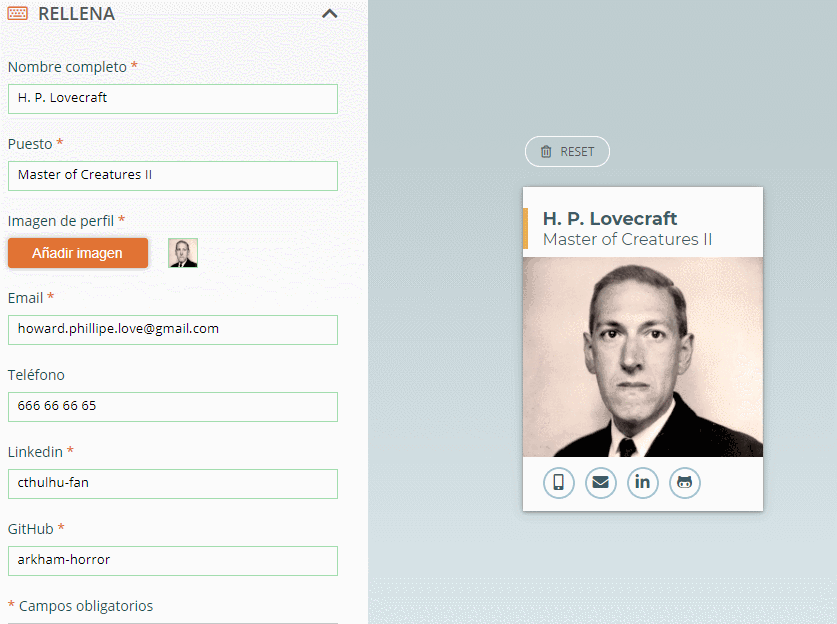 RELLENA
Nombre completo *
H. P. Lovecraft
Puesto *
Master of Creatures II
Imagen de perfil *
Añadir imagen
Email *
howard.phillipe.love@gmail.com
Teléfono
666 66 66 65
Linkedin *
cthulhu-fan
GitHub *
arkham-horror
* Campos obligatorios
RESET
H. P. Lovecraft
Master of Creatures II
in